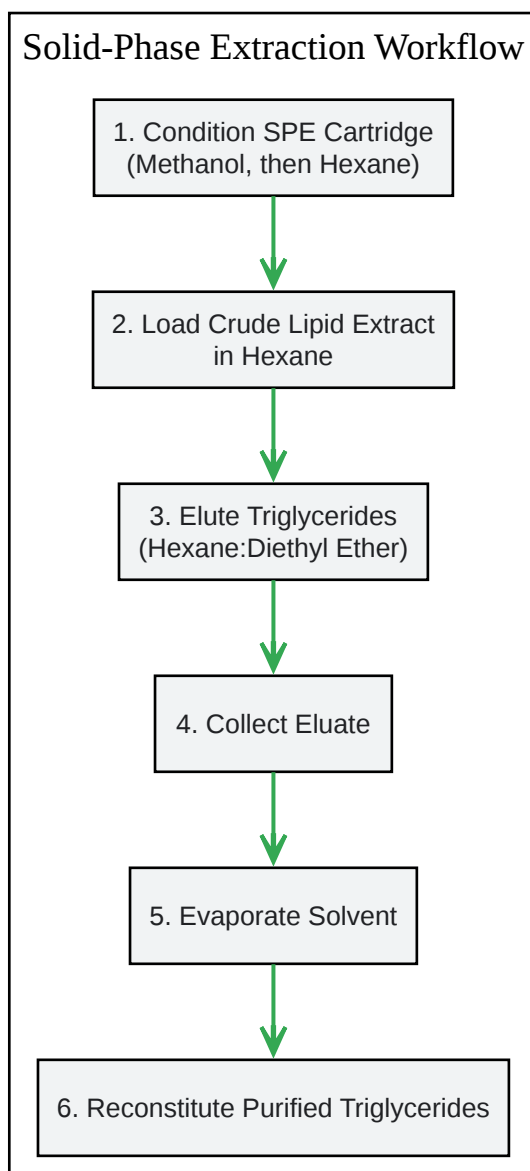 Solid-Phase Extraction Workflow
1. Condition SPE Cartridge
(Methanol, then Hexane)
2. Load Crude Lipid Extract
in Hexane
3. Elute Triglycerides
(Hexane:Diethyl Ether)
4. Collect Eluate
5. Evaporate Solvent
6. Reconstitute Purified Triglycerides